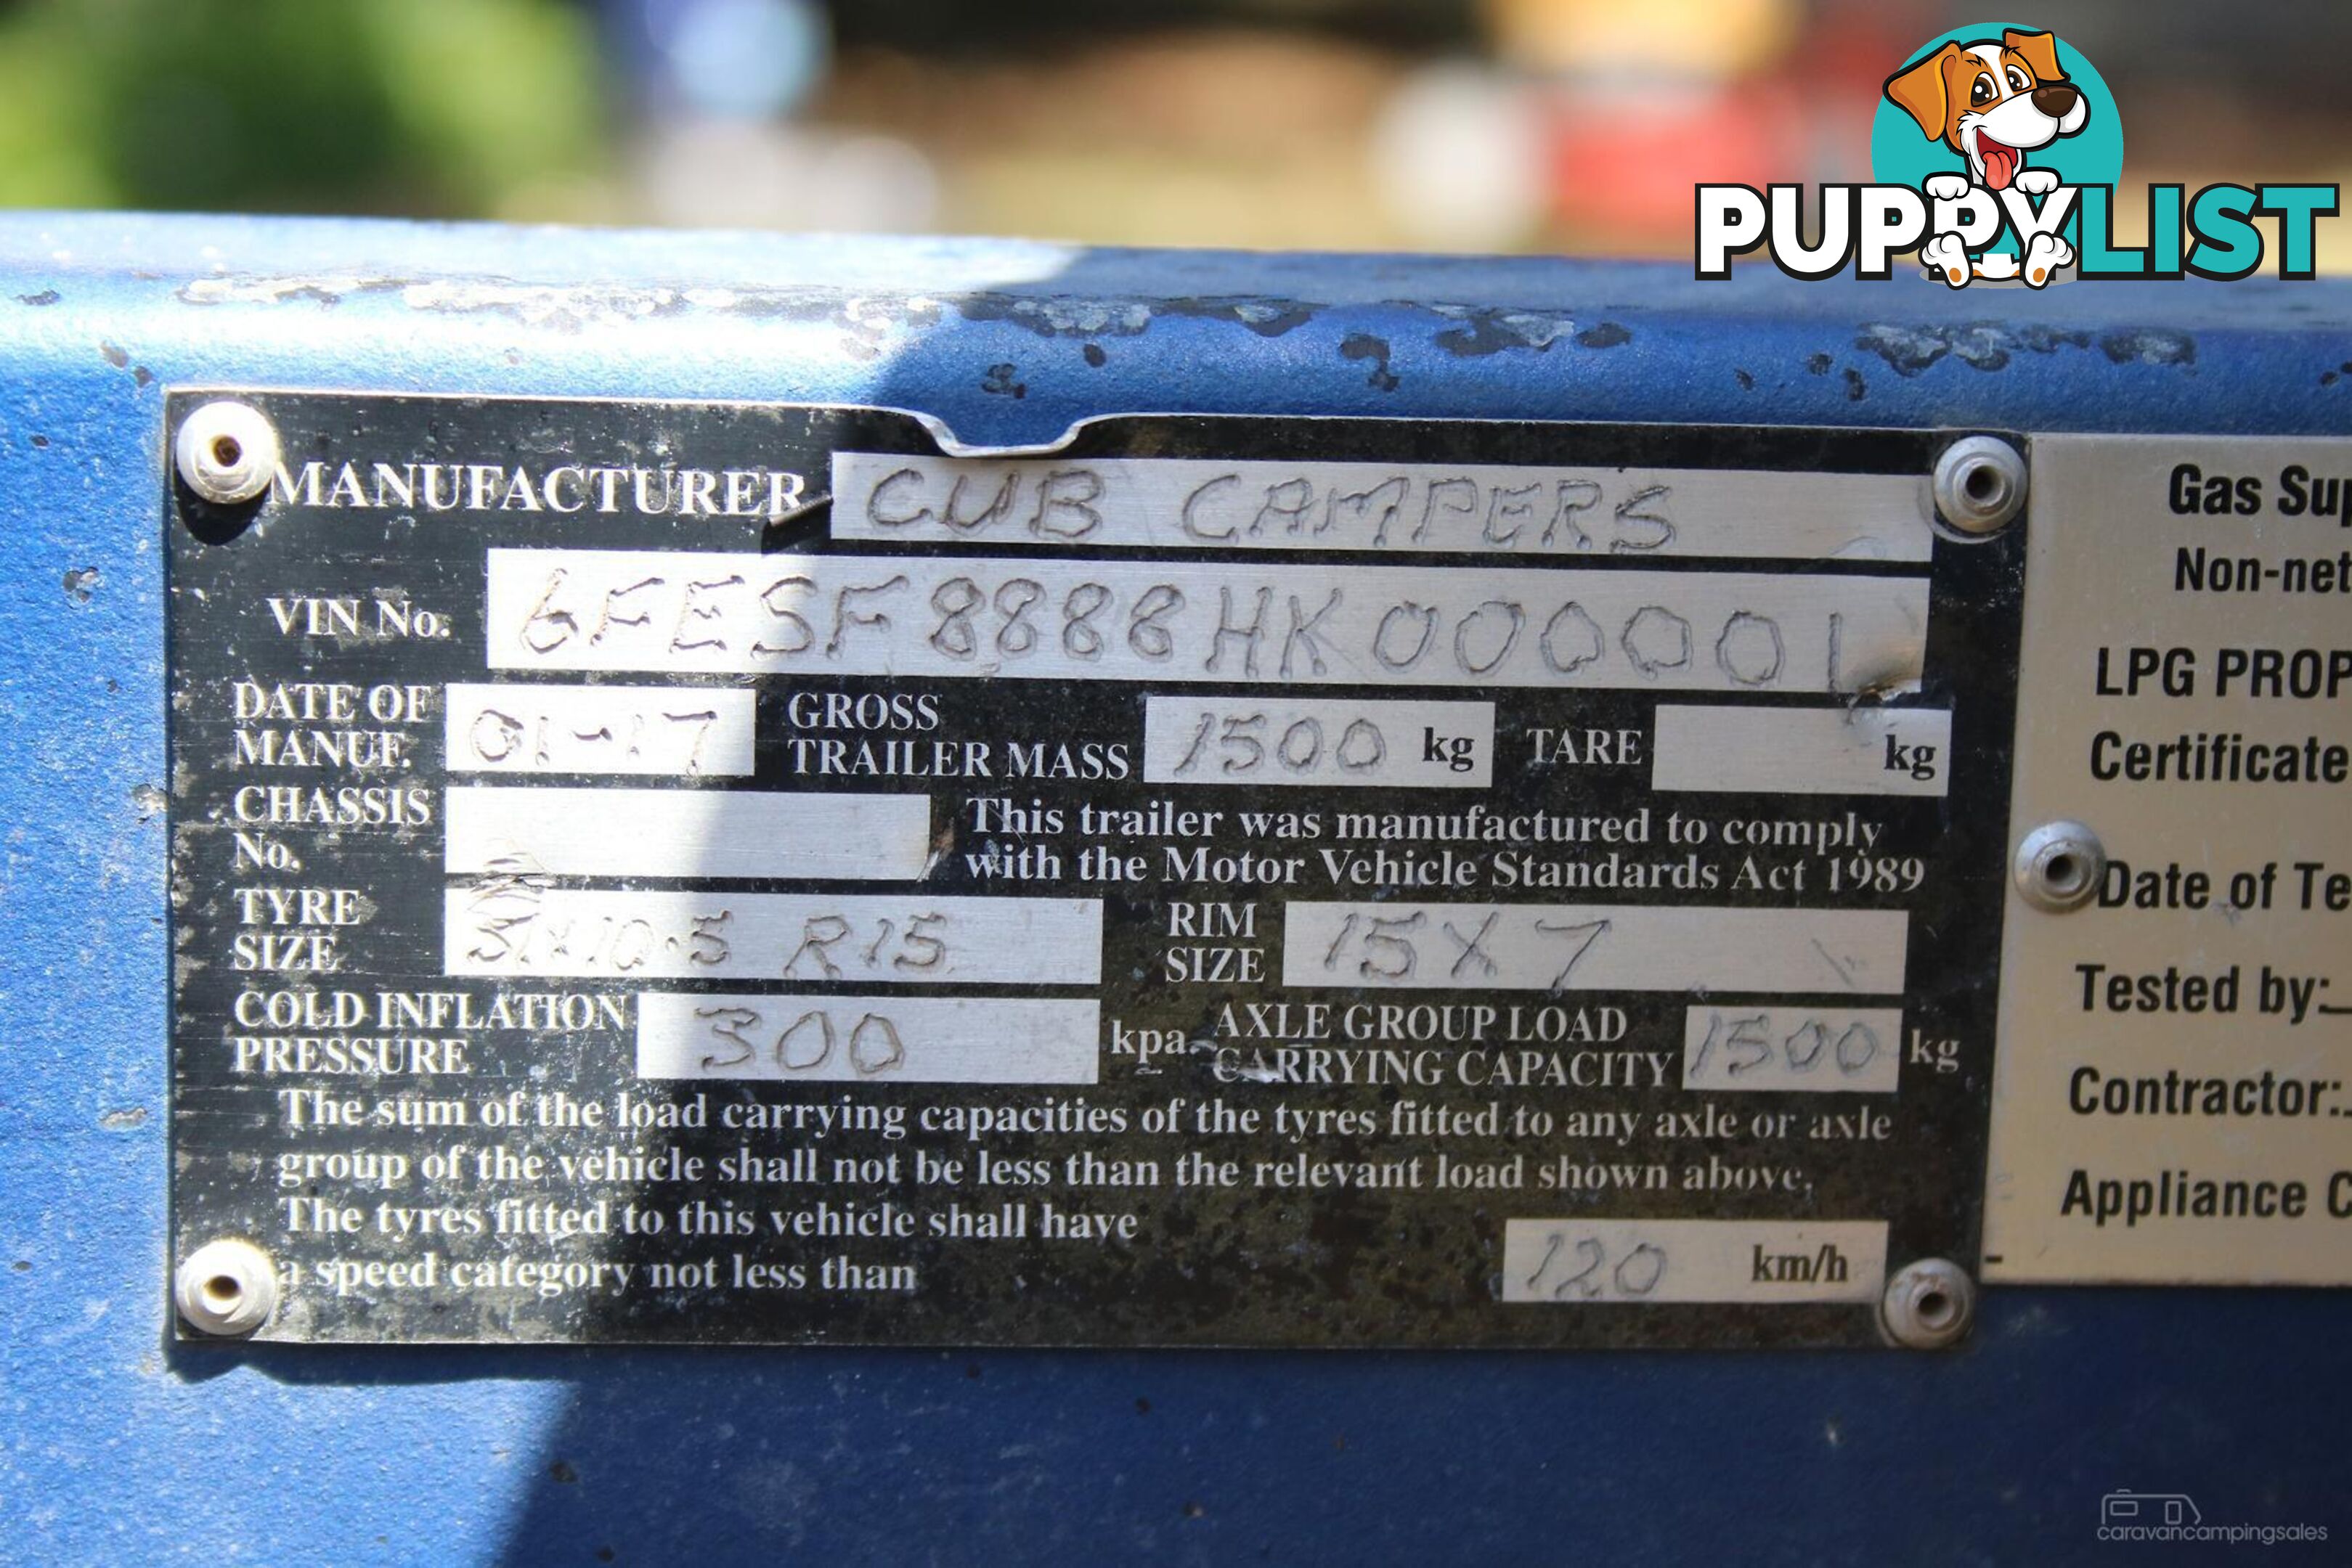 PUPPYLIST
MANUFACTURER CUB CAMPERS
VIN No. 6FESF8888HK000001
DATE OF MANUF. 01-17 GROSS TRAILER MASS 1500 kg TARE kg
CHASSIS No.
This trailer was manufactured to comply
with the Motor Vehicle Standards Act 1989
TYRE SIZE 31X10.5 R15 RIM SIZE 15X7
COLD INFLATION PRESSURE 300 kpa. AXLE GROUP LOAD CARRYING CAPACITY 1500 kg
The sum of the load carrying capacities of the tyres fitted to any axle or axle
group of the vehicle shall not be less than the relevant load shown above.
The tyres fitted to this vehicle shall have
a speed category not less than 120 km/h
Gas Sup
Non-net
LPG PROP
Certificate
Date of Te
Tested by:
Contractor:
Appliance C
caravancampingsales